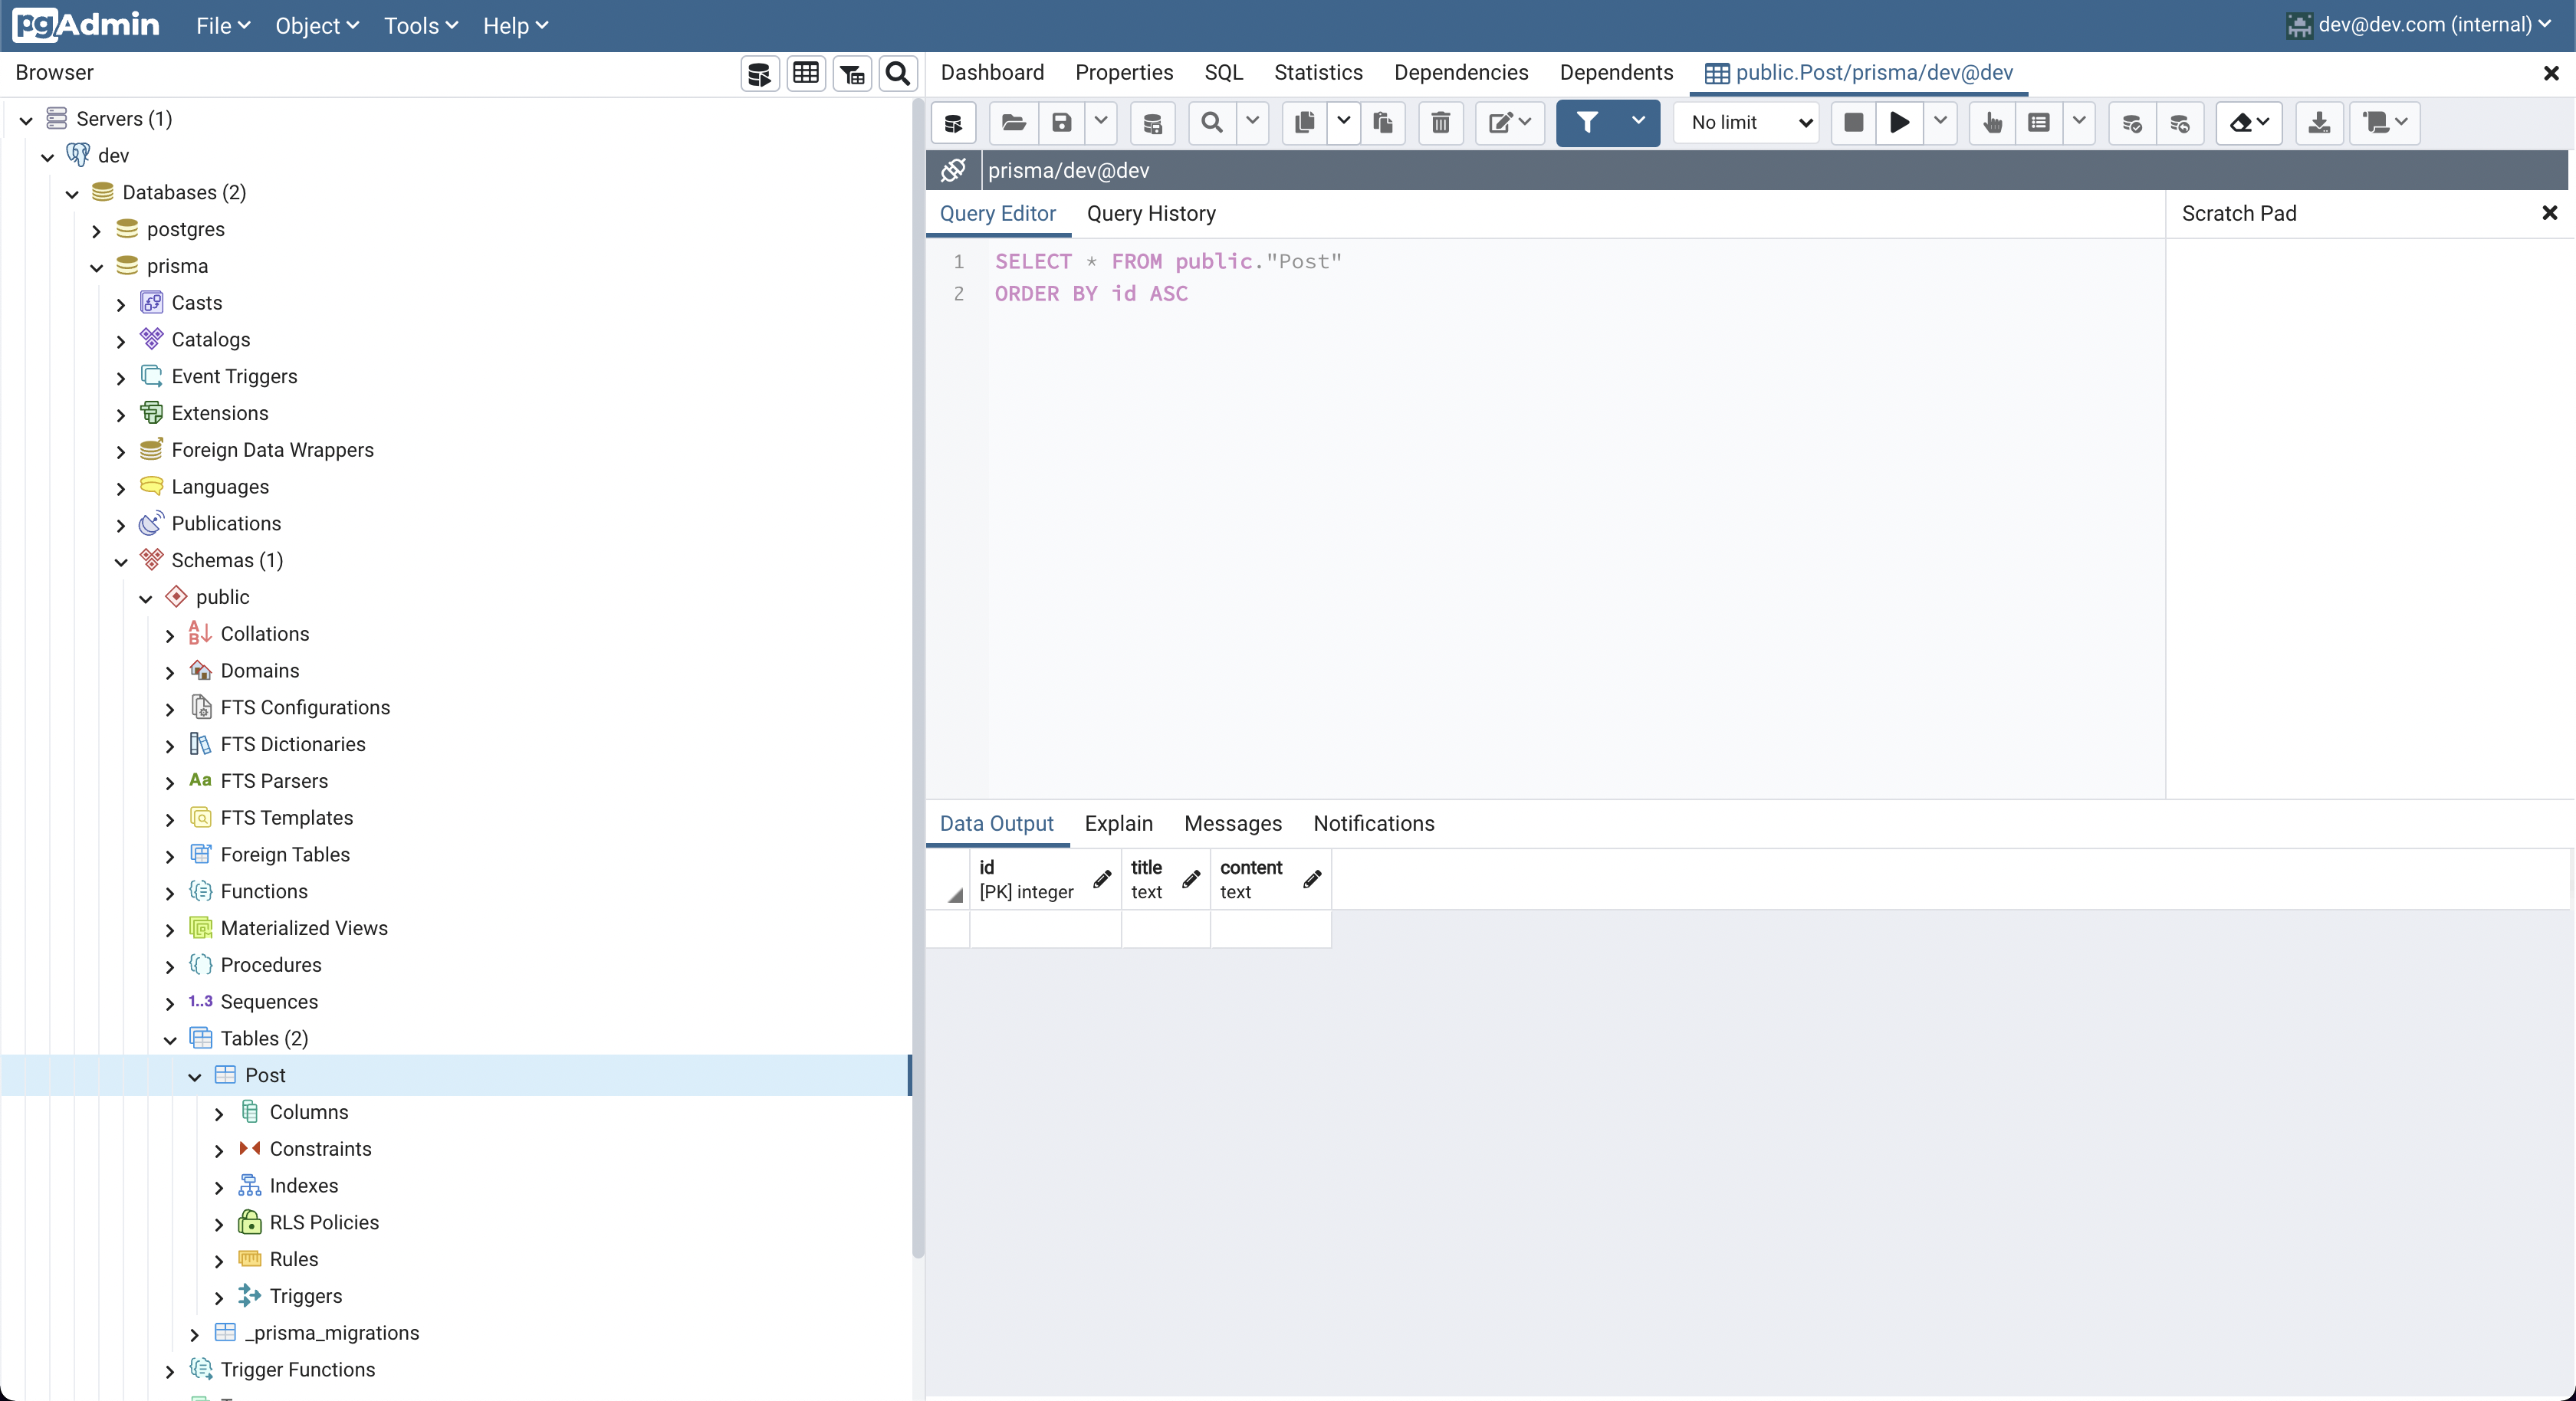 pgAdmin
File Object Tools Help
dev@dev.com (internal)
Browser
Dashboard Properties SQL Statistics Dependencies Dependents public.Post/prisma/dev@dev
Servers (1)
dev
Databases (2)
postgres
prisma
Casts
Catalogs
Event Triggers
Extensions
Foreign Data Wrappers
Languages
Publications
Schemas (1)
public
Collations
Domains
FTS Configurations
FTS Dictionaries
Aa FTS Parsers
FTS Templates
Foreign Tables
Functions
Materialized Views
Procedures
1..3 Sequences
Tables (2)
Post
Columns
Constraints
Indexes
RLS Policies
Rules
Triggers
_prisma_migrations
Trigger Functions
No limit
prisma/dev@dev
Query Editor Query History
Scratch Pad
1 SELECT * FROM public."Post"
2 ORDER BY id ASC
Data Output Explain Messages Notifications
id title content
[PK] integer text text